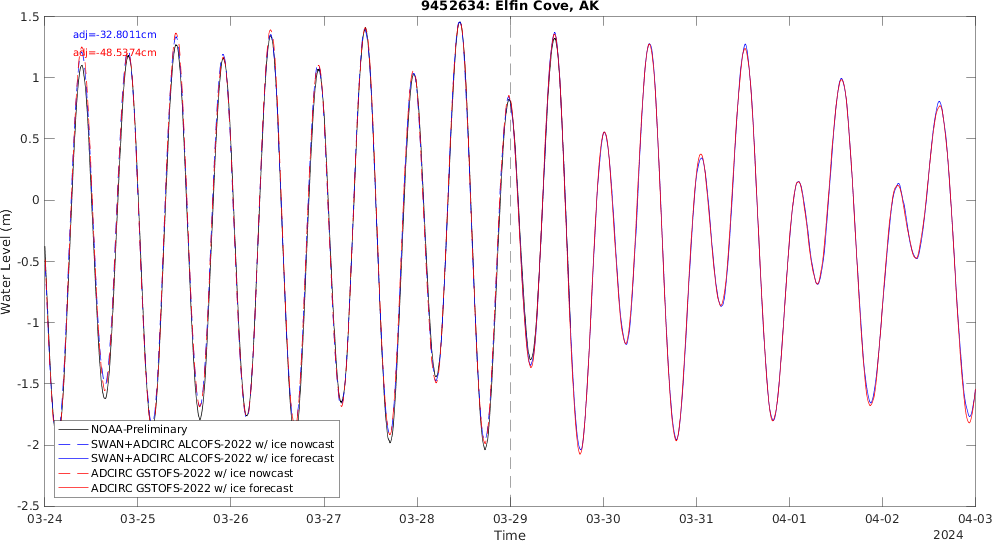 9452634: Elfin Cove, AK
adj=-32.8011cm
adj=-48.5374cm
1.5
1
0.5
0
-0.5
-1
-1.5
-2
-2.5
Water Level (m)
NOAA-Preliminary
SWAN+ADCIRC ALCOFS-2022 w/ ice nowcast
SWAN+ADCIRC ALCOFS-2022 w/ ice forecast
ADCIRC GSTOFS-2022 w/ ice nowcast
ADCIRC GSTOFS-2022 w/ ice forecast
03-24 03-25 03-26 03-27 03-28 03-29 03-30 03-31 04-01 04-02 04-03
Time
2024